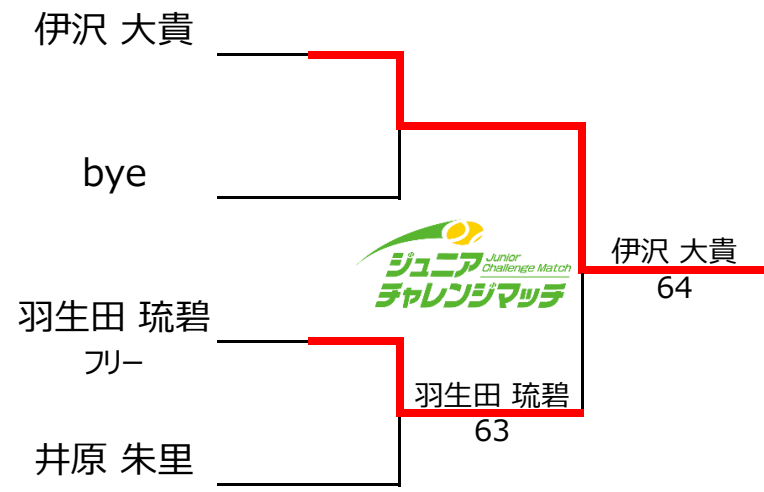 伊沢 大貴
bye
ジュニア
Junior
Challenge Match
チャレンジマッチ
伊沢 大貴
64
羽生田 琉碧
フリー
羽生田 琉碧
63
井原 朱里